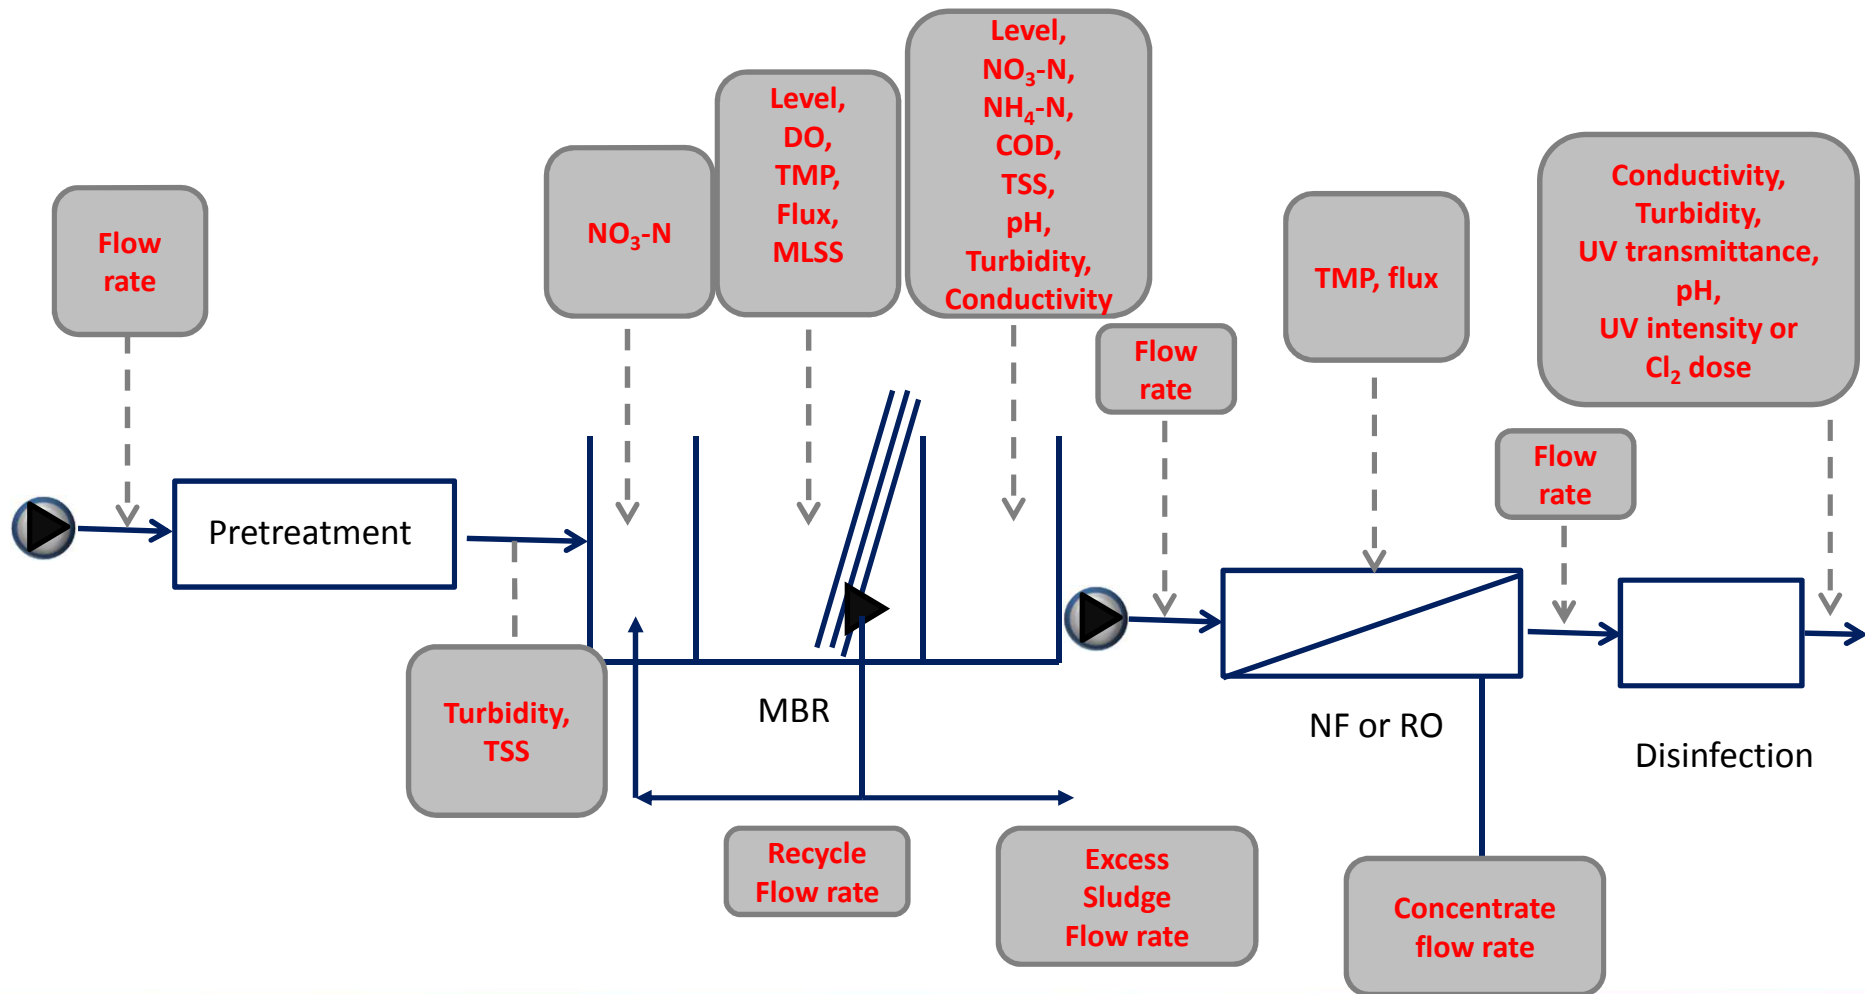 Flow
rate
NO₃-N
Level,
DO,
TMP,
Flux,
MLSS
Level,
NO₃-N,
NH₄-N,
COD,
TSS,
pH,
Turbidity,
Conductivity
Flow
rate
TMP, flux
Conductivity,
Turbidity,
UV transmittance,
pH,
UV intensity or
Cl₂ dose
Flow
rate
Pretreatment
Turbidity,
TSS
MBR
NF or RO
Disinfection
Recycle
Flow rate
Excess
Sludge
Flow rate
Concentrate
flow rate